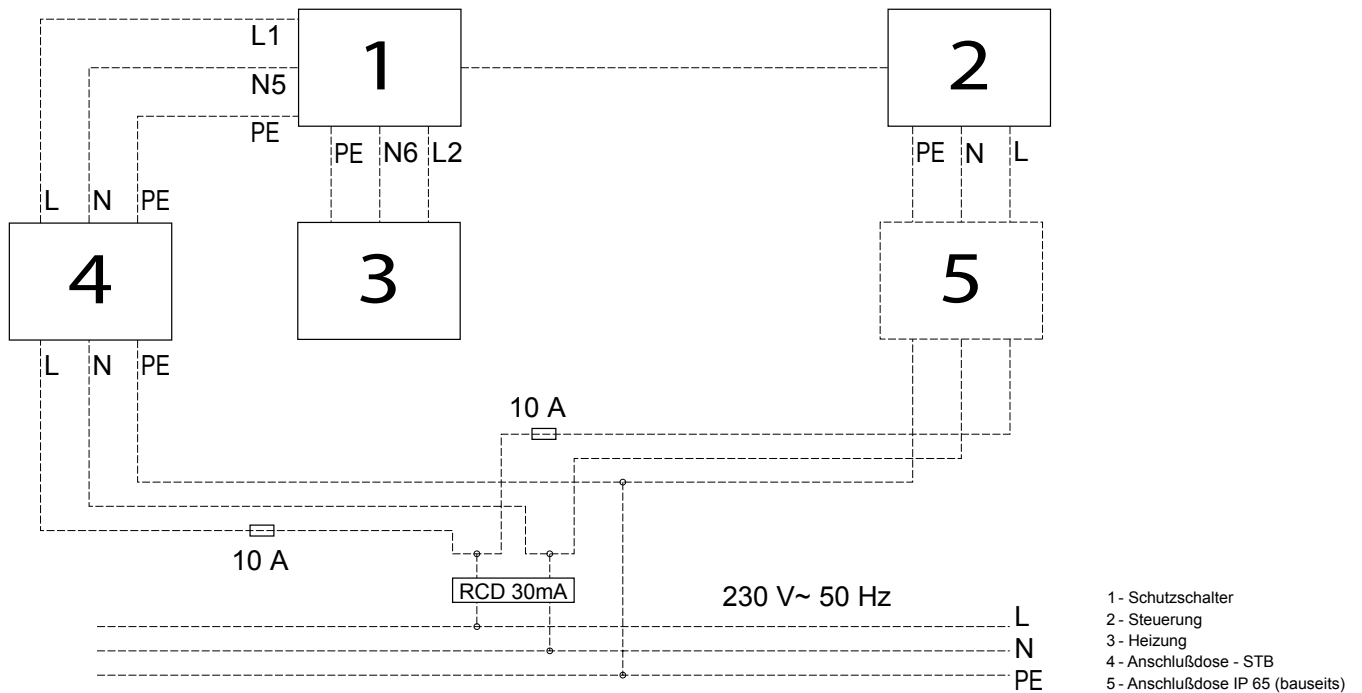 L1
1
2
N5
PE
PE N6 L2
PE N L
L N PE
4
3
5
L N PE
10 A
10 A
RCD 30mA
230 V~ 50 Hz
L
N
PE
1 - Schutzschalter
2 - Steuerung
3 - Heizung
4 - Anschlußdose - STB
5 - Anschlußdose IP 65 (bauseits)